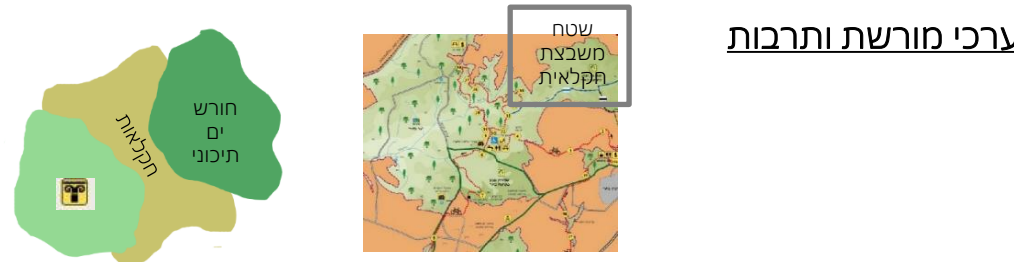 ערכי מורשת ותרבות
שטח
משבצת
חקלאית
חורש
ים
תיכוני
חקלאות